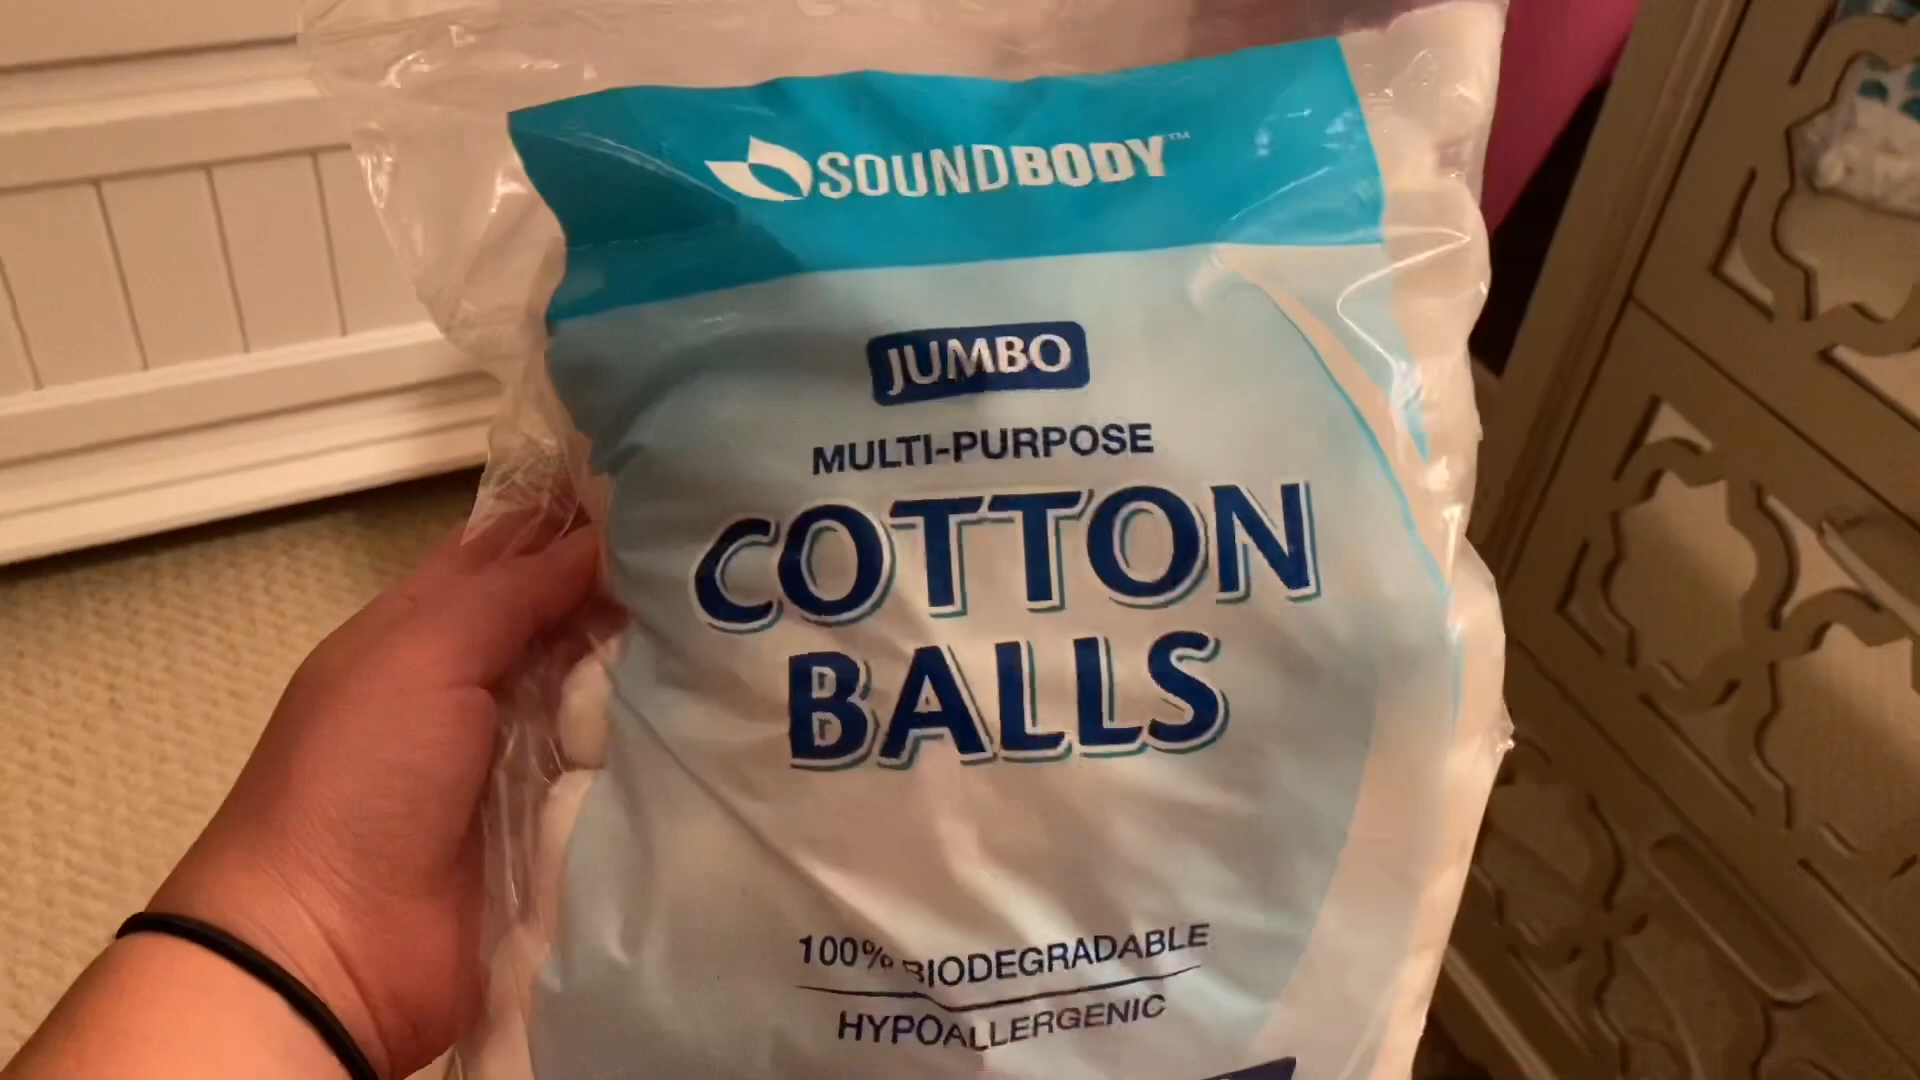 SOUNDBODY™
JUMBO
MULTI-PURPOSE
COTTON
BALLS
100% BIODEGRADABLE
HYPOALLERGENIC